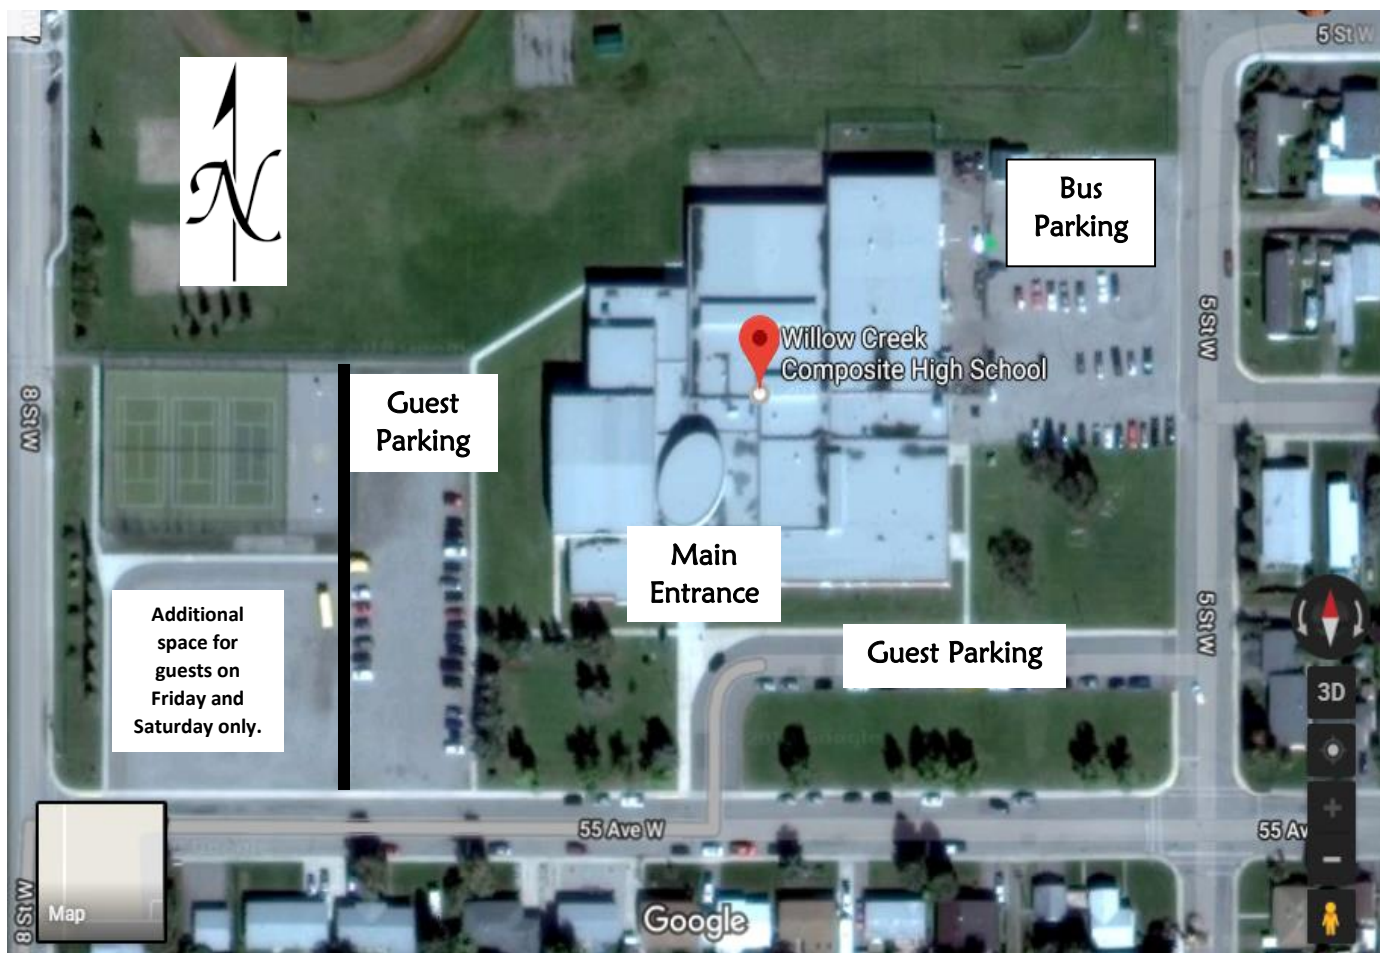 5 St W
N
Bus
Parking
5 St W
Willow Creek
Composite High School
8 St W
Guest
Parking
Main
Entrance
5 St W
Additional
space for
guests on
Friday and
Saturday only.
Guest Parking
3D
55 Ave W
55 Av
8 St W
Map
Google